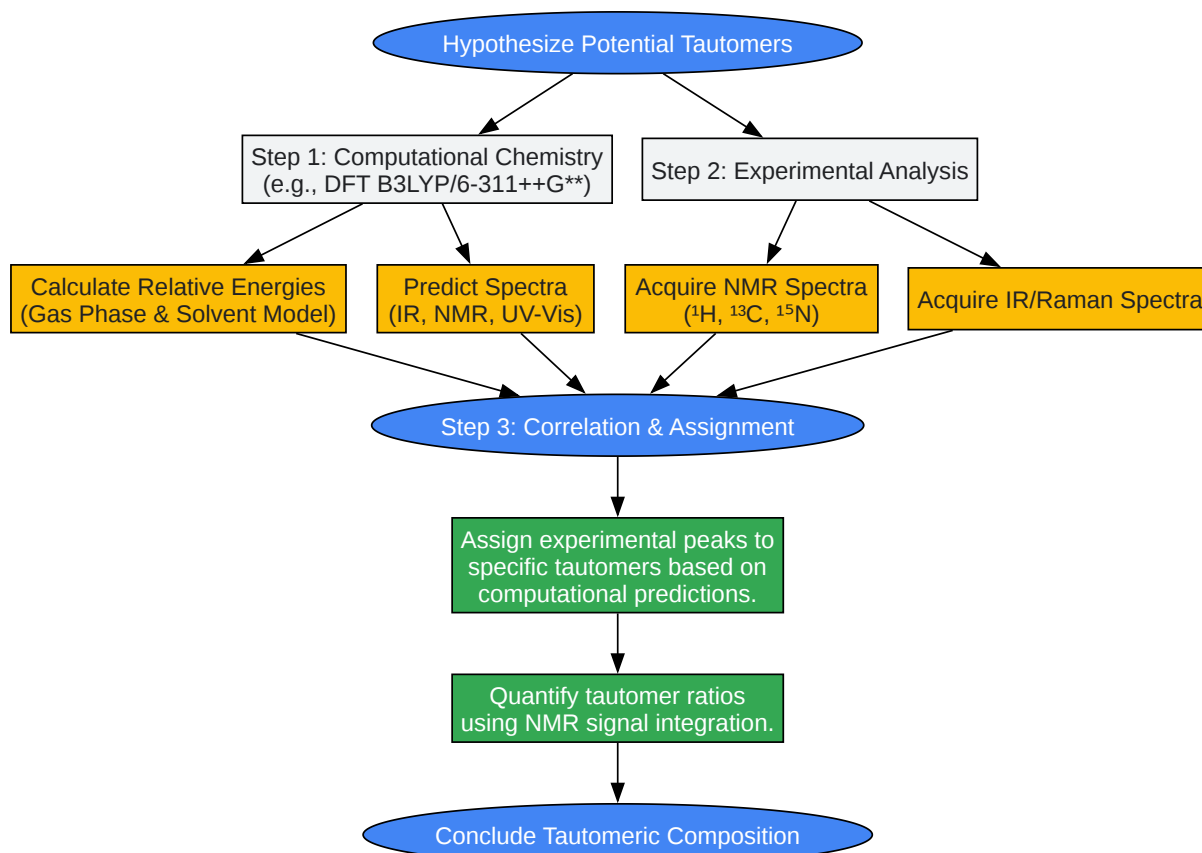 Hypothesize Potential Tautomers
Step 1: Computational Chemistry
(e.g., DFT B3LYP/6-311++G**)
Step 2: Experimental Analysis
Calculate Relative Energies
(Gas Phase & Solvent Model)
Predict Spectra
(IR, NMR, UV-Vis)
Acquire NMR Spectra
(¹H, ¹³C, ¹⁵N)
Acquire IR/Raman Spectra
Step 3: Correlation & Assignment
Assign experimental peaks to
specific tautomers based on
computational predictions.
Quantify tautomer ratios
using NMR signal integration.
Conclude Tautomeric Composition